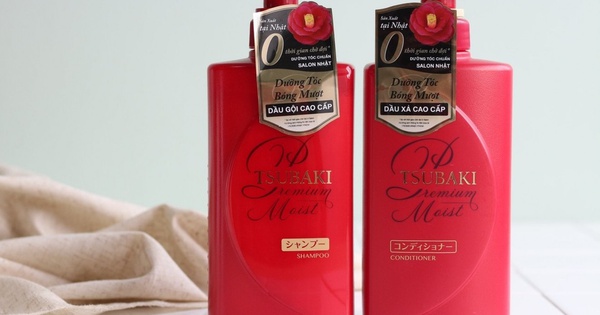 Sản Xuất
tại Nhật
0
thời gian chờ đợi*
DƯỠNG TÓC CHUẨN
SALON NHẬT
Dưỡng Tóc
Bóng Mượt
DẦU GỘI CAO CẤP
TSUBAKI
Premium
Moist
シャンプー
SHAMPOO
Sản Xuất
tại Nhật
0
thời gian chờ đợi*
DƯỠNG TÓC CHUẨN
SALON NHẬT
Dưỡng Tóc
Bóng Mượt
DẦU XẢ CAO CẤP
TSUBAKI
Premium
Moist
コンディショナー
CONDITIONER